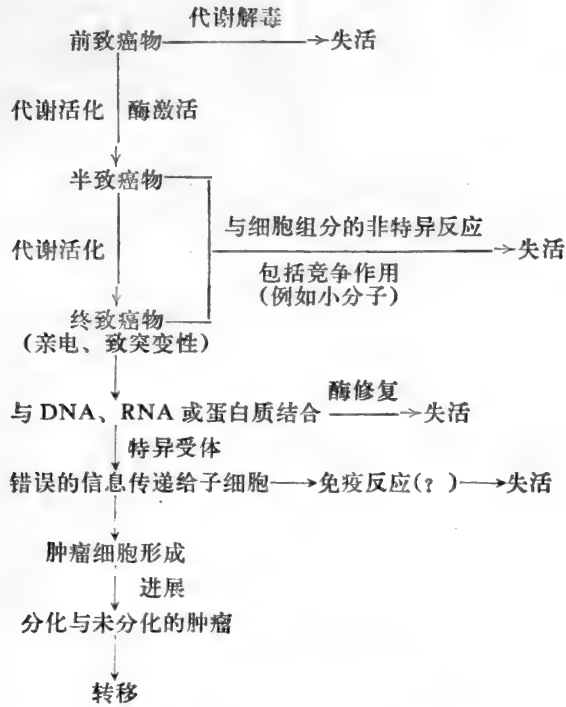 代谢解毒
前致癌物 失活
代谢活化 酶激活
半致癌物
与细胞组分的非特异反应
代谢活化 失活
包括竞争作用
(例如小分子)
终致癌物
(亲电、致突变性)
酶修复
与 DNA、RNA 或蛋白质结合 失活
特异受体
错误的信息传递给子细胞 免疫反应(?) 失活
肿瘤细胞形成
进展
分化与未分化的肿瘤
转移